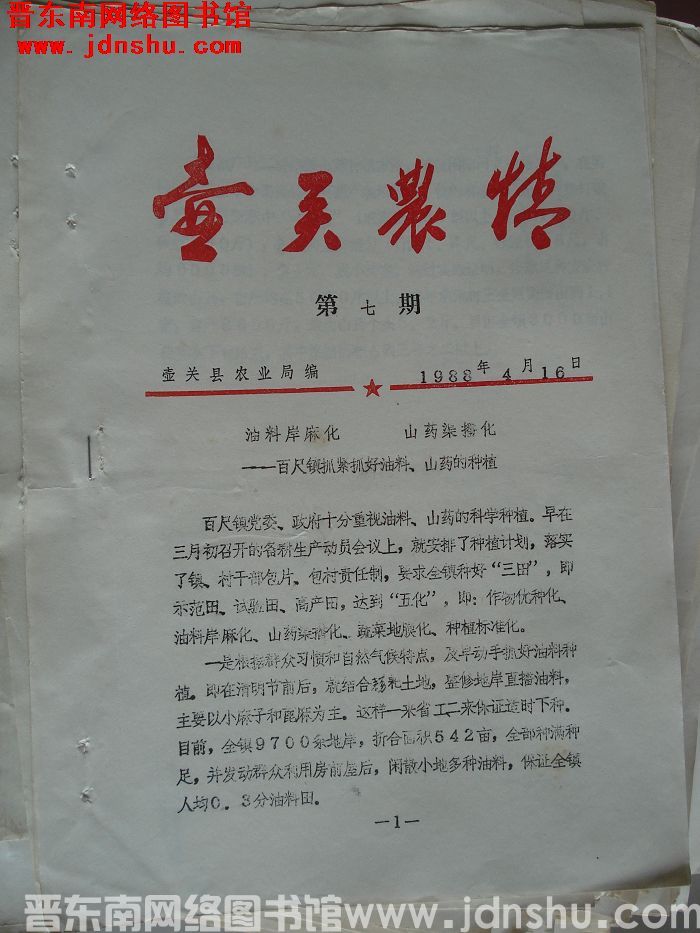 晋东南网络图书馆
www.jdnshu.com
壶关农情
第七期
壶关县农业局编 1988年4月16日
油料岸麻化 山药染搔化
——百尺镇抓紧抓好油料、山药的种植
百尺镇党委、政府十分重视油料、山药的科学种植。早在
三月初召开的备耕生产动员会议上,就安排了种植计划,落实
了镇、村干部包片、包村责任制,要求全镇种好“三田”,即
示范田、试验田、高产田,达到“五化”,即:作物优种化、
油料岸麻化、山药染搔化、蔬菜地膜化、种植标准化。
一是根据群众习惯和自然气候特点,及早动手抓好油料种
植。即在清明节前后,就结合土地,整修地岸直播油料,
主要以小麻子和蓖麻为主。这样一来省工二来保证适时下种。
目前,全镇9700条地岸,折合面积542亩,全部种满种
足,并发动群众利用房前屋后,闲散小地多种油料,保证全镇
人均0.3分油料田。
—1—
晋东南网络图书馆www.jdnshu.com